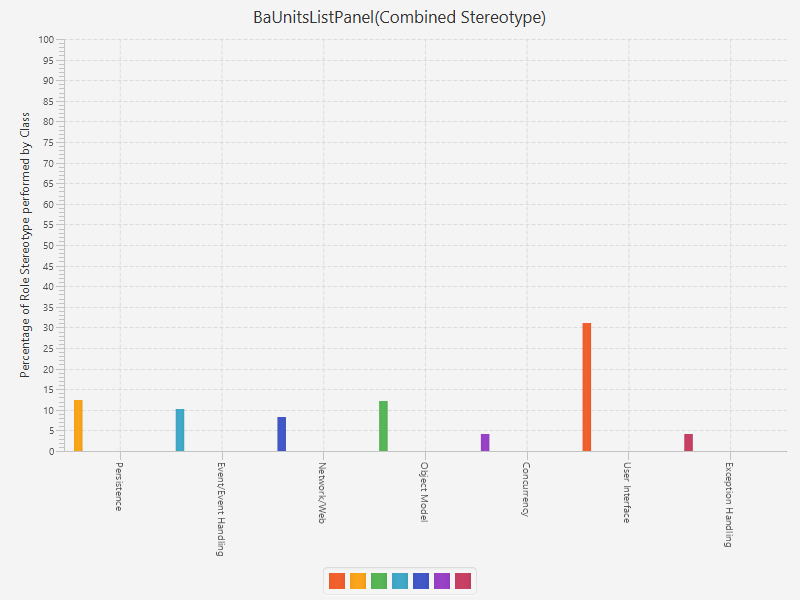 BaUnitsListPanel(Combined Stereotype)
Percentage of Role Stereotype performed by Class
100
95
90
85
80
75
70
65
60
55
50
45
40
35
30
25
20
15
10
5
0
Persistence
Event/Event Handling
Network/Web
Object Model
Concurrency
User Interface
Exception Handling